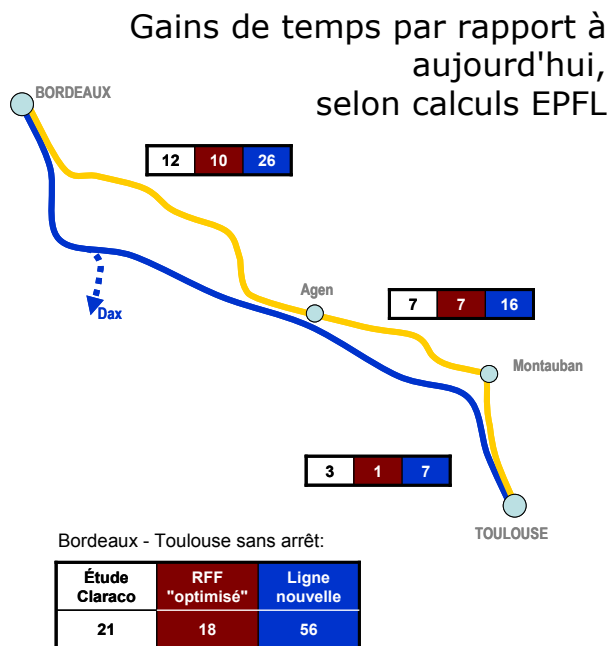 Gains de temps par rapport à
aujourd'hui,
selon calculs EPFL
BORDEAUX
12 10 26
Agen
7 7 16
Dax
Montauban
3 1 7
TOULOUSE
Bordeaux - Toulouse sans arrêt:
Étude RFF Ligne
Claraco "optimisé" nouvelle
21 18 56